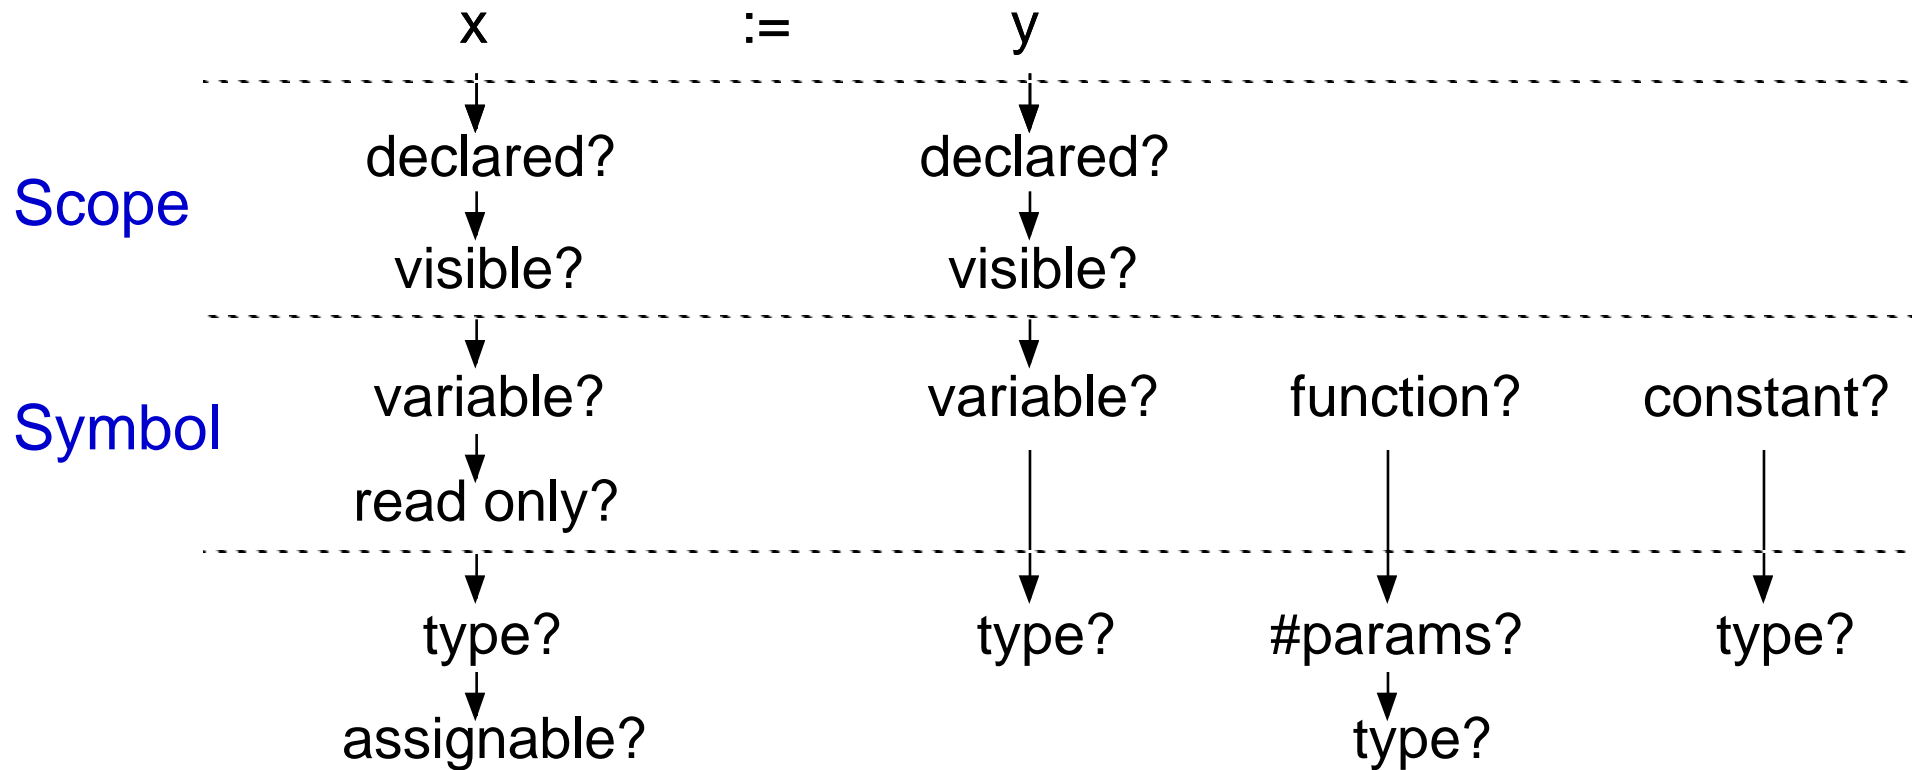 x := y
declared? declared?
Scope
visible? visible?
variable? variable? function? constant?
Symbol
read only?
type? type? #params? type?
assignable? type?